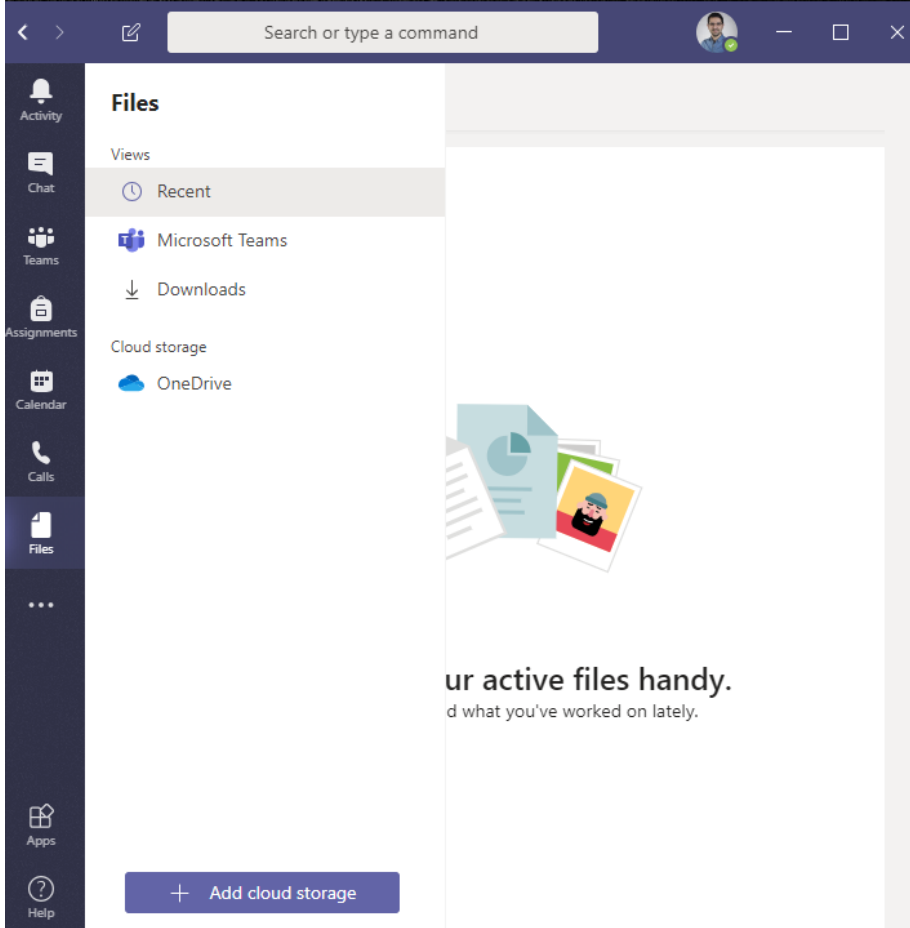 Search or type a command
Activity
Chat
Teams
Assignments
Calendar
Calls
Files
Apps
Help
Files
Views
Recent
Microsoft Teams
Downloads
Cloud storage
OneDrive
Add cloud storage
ur active files handy.
d what you've worked on lately.